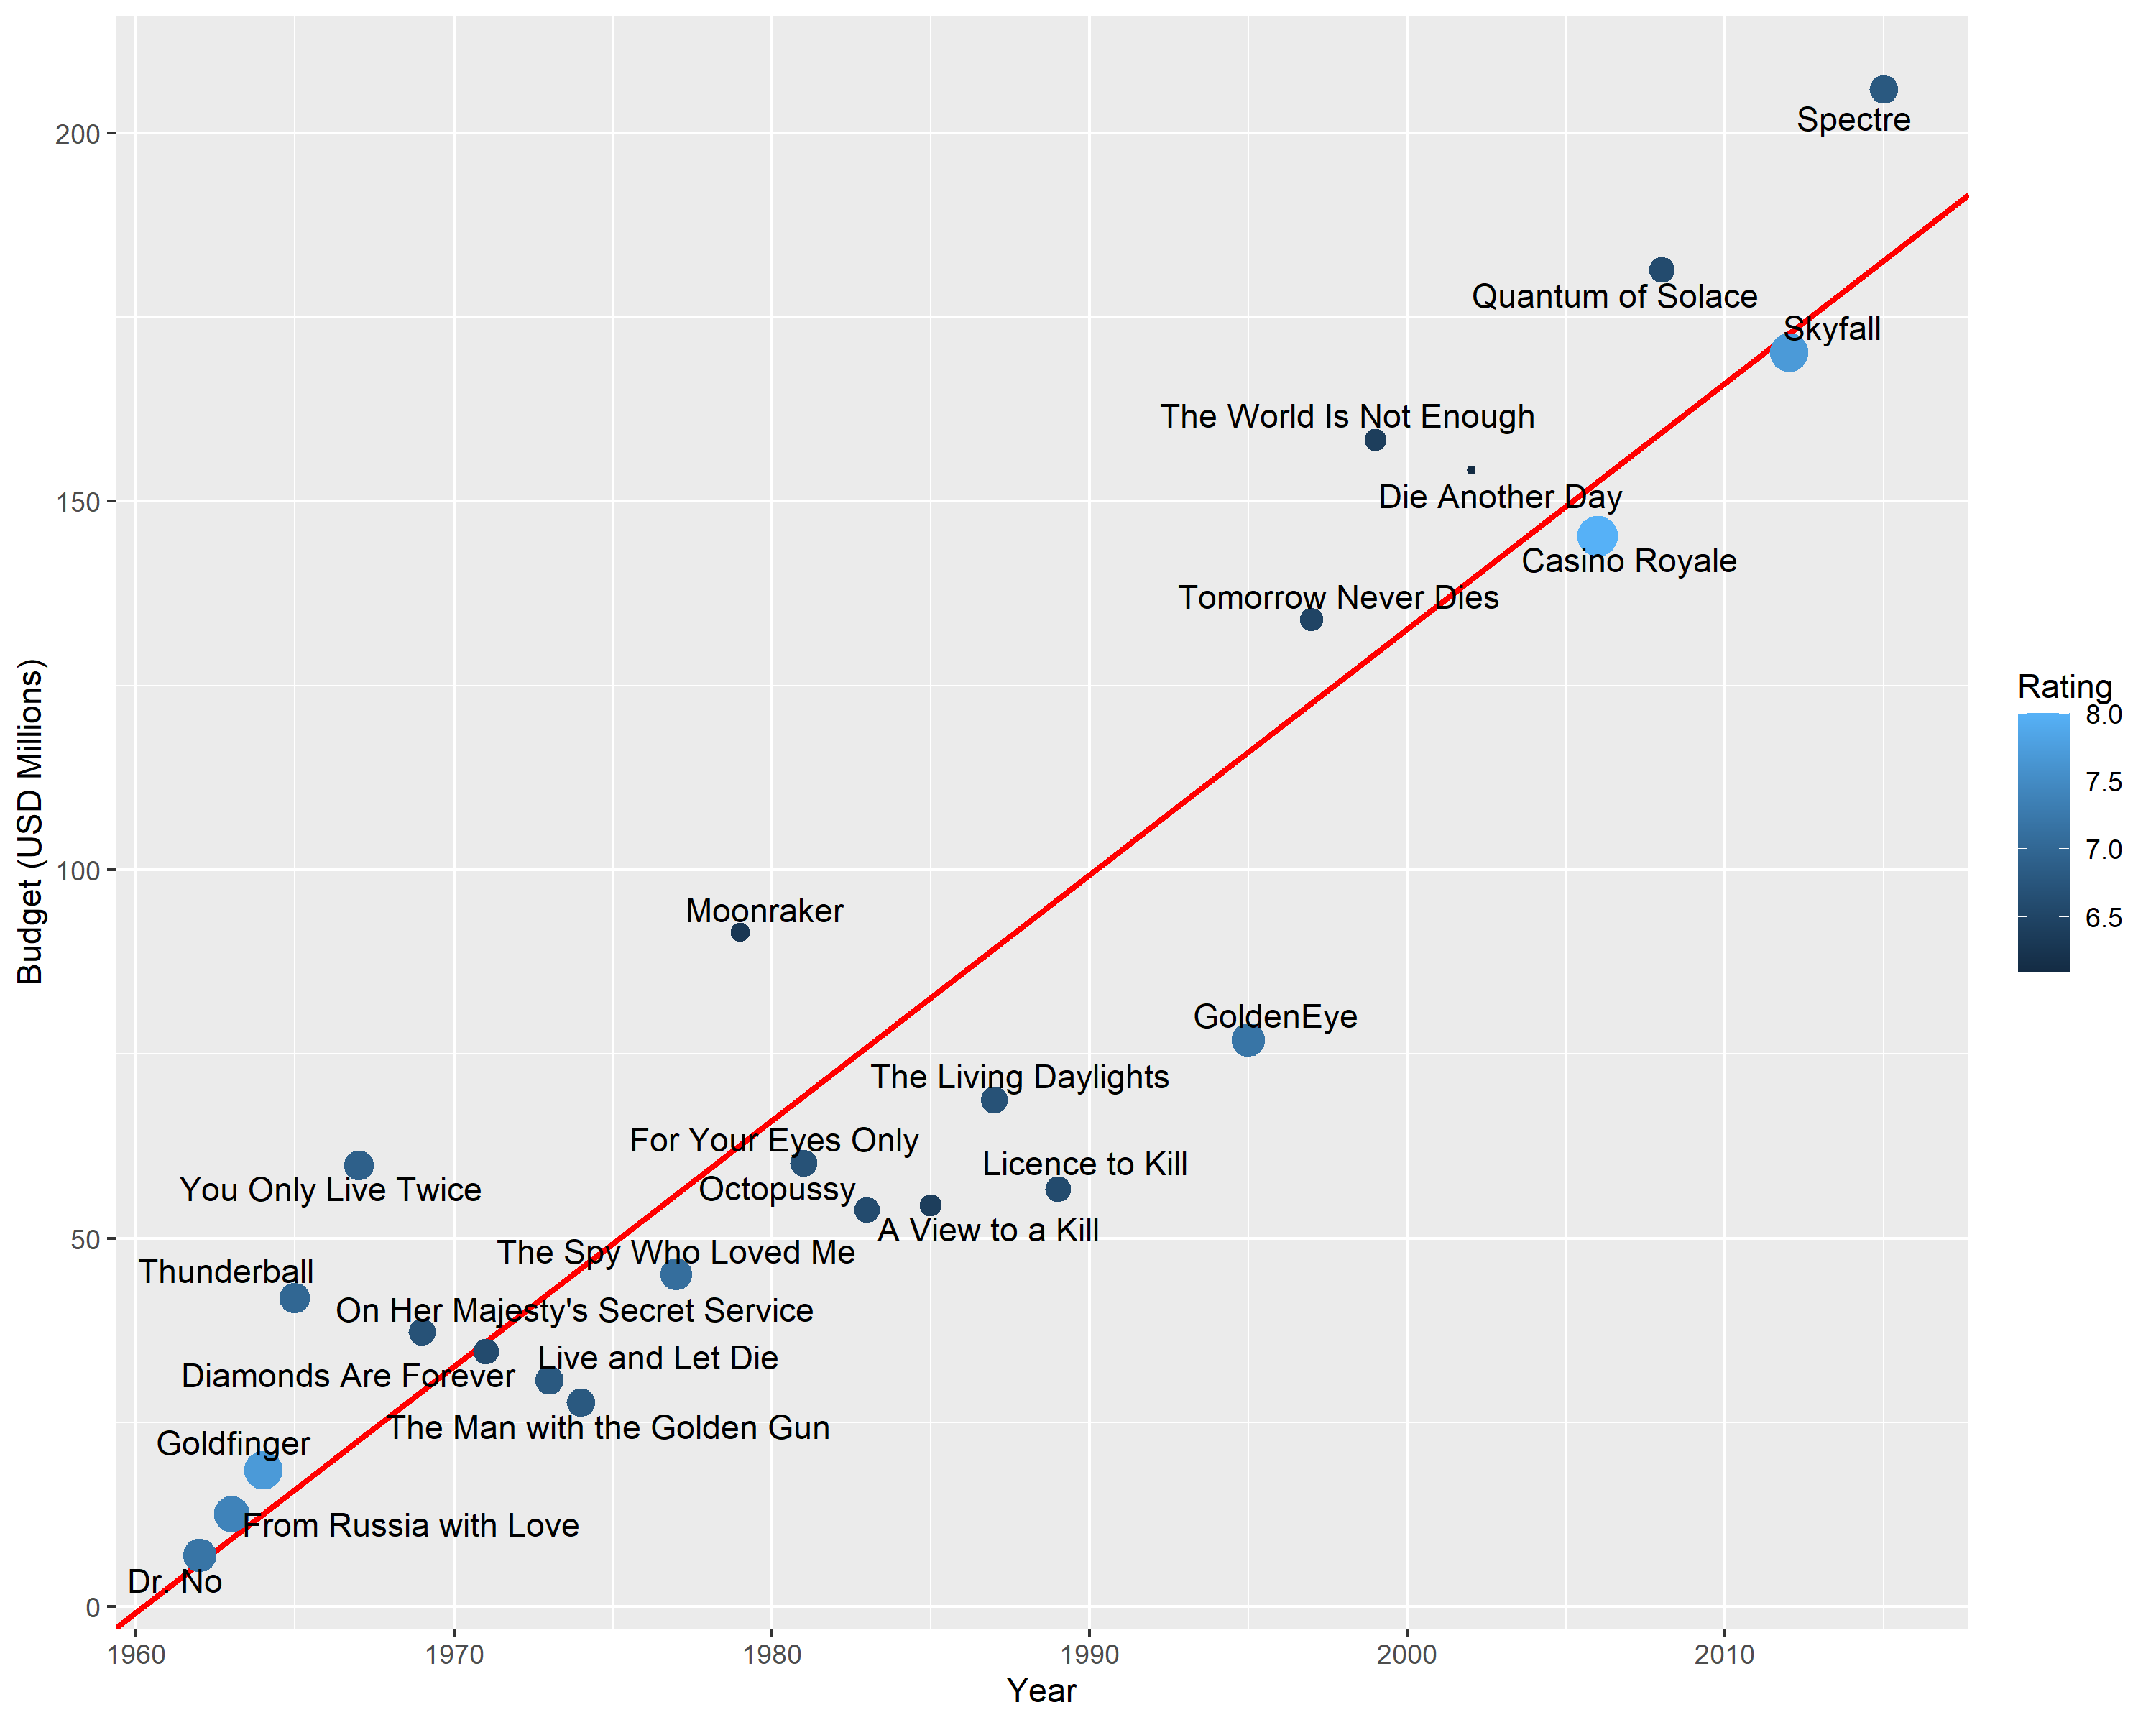 200
150
100
50
0
Budget (USD Millions)
Spectre
Quantum of Solace
Skyfall
The World Is Not Enough
Die Another Day
Casino Royale
Tomorrow Never Dies
Moonraker
GoldenEye
The Living Daylights
For Your Eyes Only
Licence to Kill
Octopussy
You Only Live Twice
A View to a Kill
The Spy Who Loved Me
Thunderball
On Her Majesty's Secret Service
Live and Let Die
Diamonds Are Forever
The Man with the Golden Gun
Goldfinger
From Russia with Love
Dr. No
1960
1970
1980
1990
2000
2010
Year
Rating
8.0
7.5
7.0
6.5